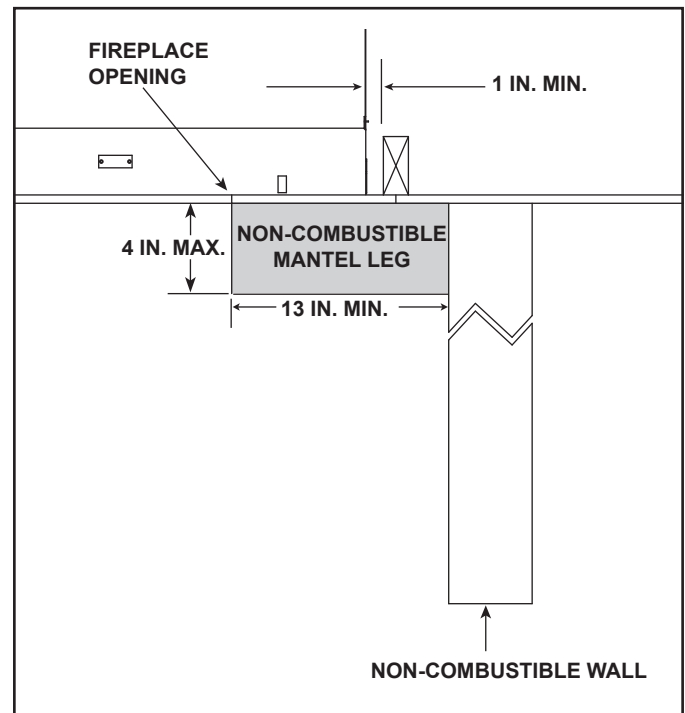 FIREPLACE
OPENING
1 IN. MIN.
4 IN. MAX.
NON-COMBUSTIBLE
MANTEL LEG
13 IN. MIN.
NON-COMBUSTIBLE WALL